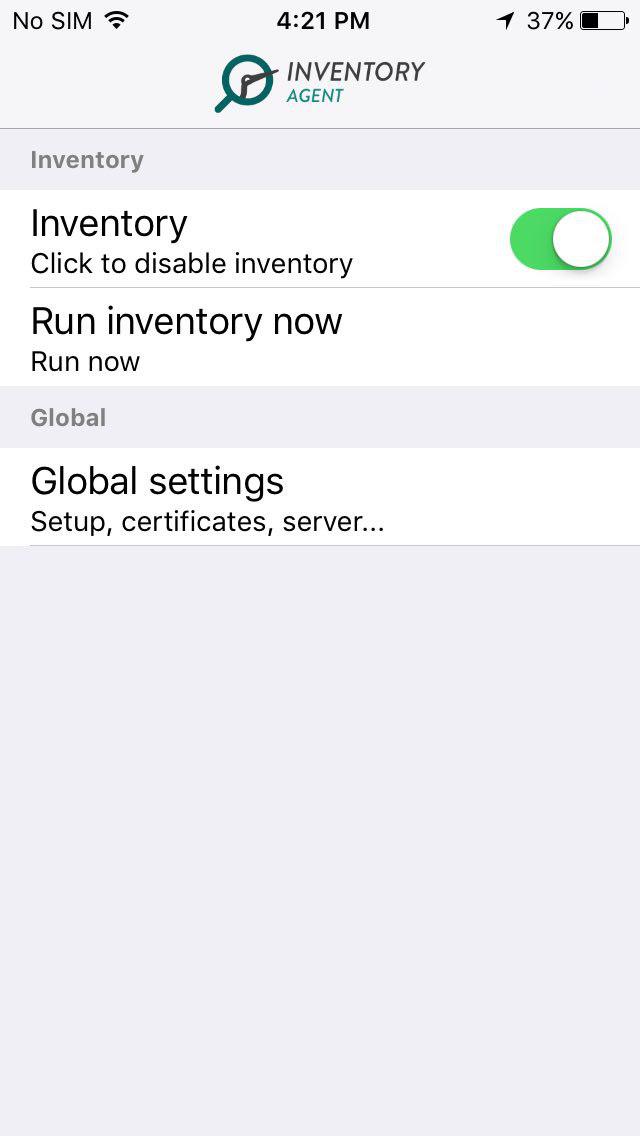 No SIM 4:21 PM 37%
INVENTORY
AGENT
Inventory
Inventory
Click to disable inventory
Run inventory now
Run now
Global
Global settings
Setup, certificates, server...